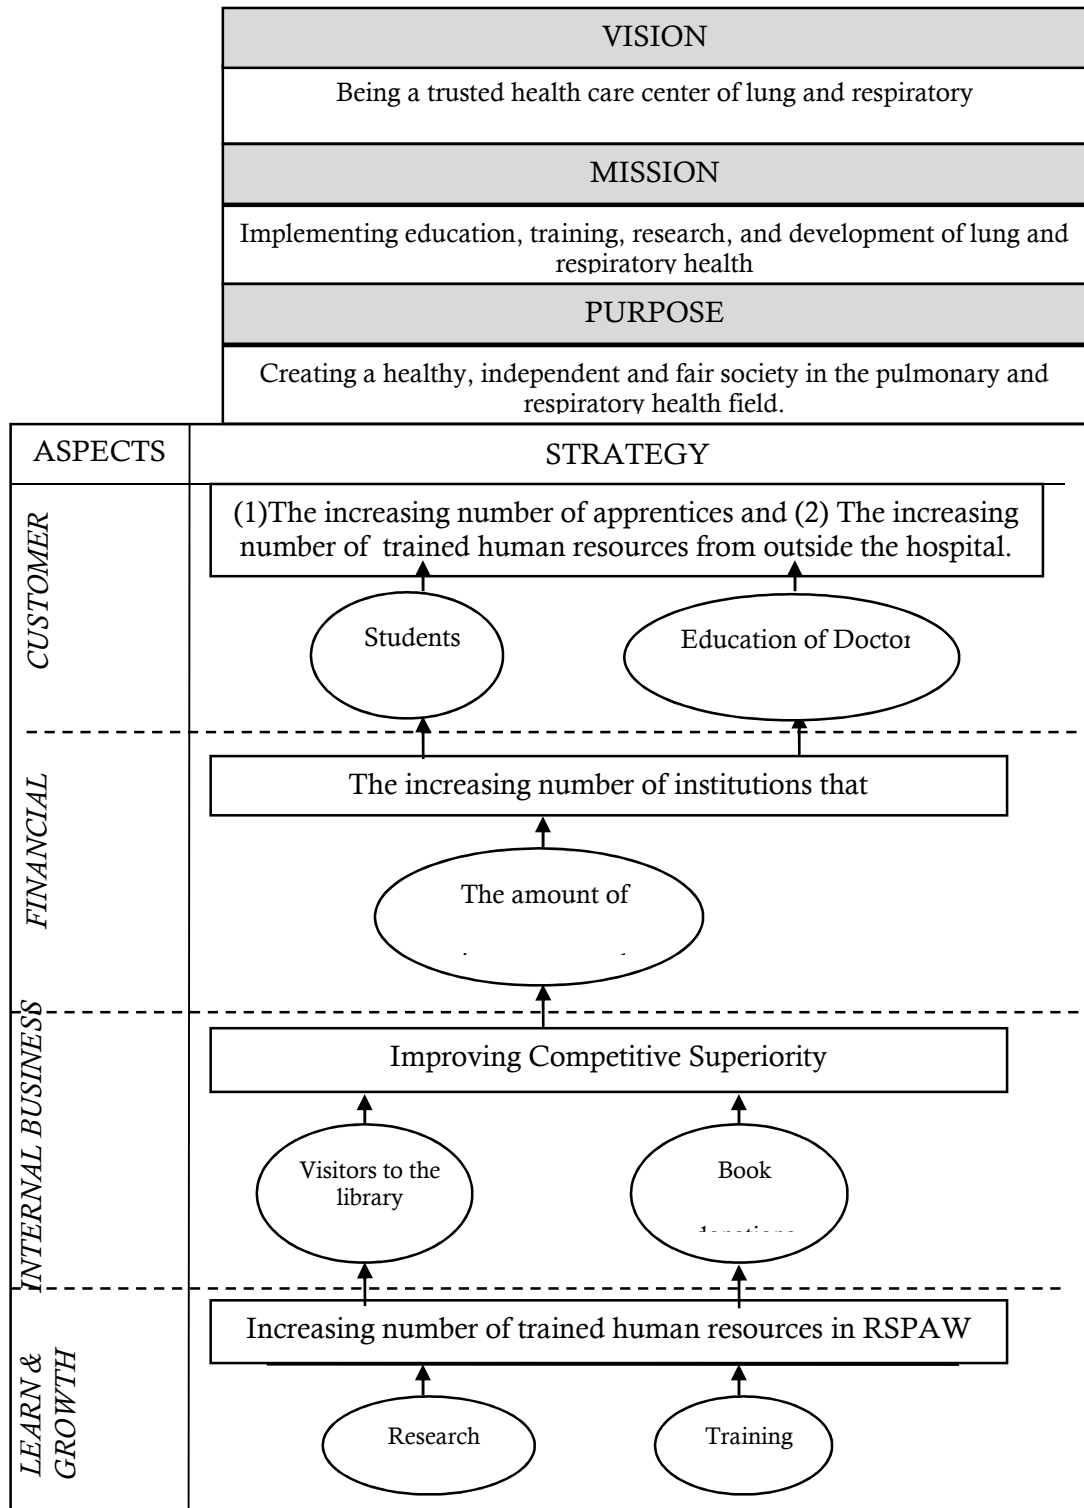 VISION
Being a trusted health care center of lung and respiratory
MISSION
Implementing education, training, research, and development of lung and
respiratory health
PURPOSE
Creating a healthy, independent and fair society in the pulmonary and
respiratory health field.
ASPECTS
STRATEGY
CUSTOMER
(1)The increasing number of apprentices and (2) The increasing
number of trained human resources from outside the hospital.
Students
Education of Doctor
FINANCIAL
The increasing number of institutions that
The amount of
INTERNAL BUSINESS
Improving Competitive Superiority
Visitors to the
library
Book
donations
LEARN &
GROWTH
Increasing number of trained human resources in RSPAW
Research
Training